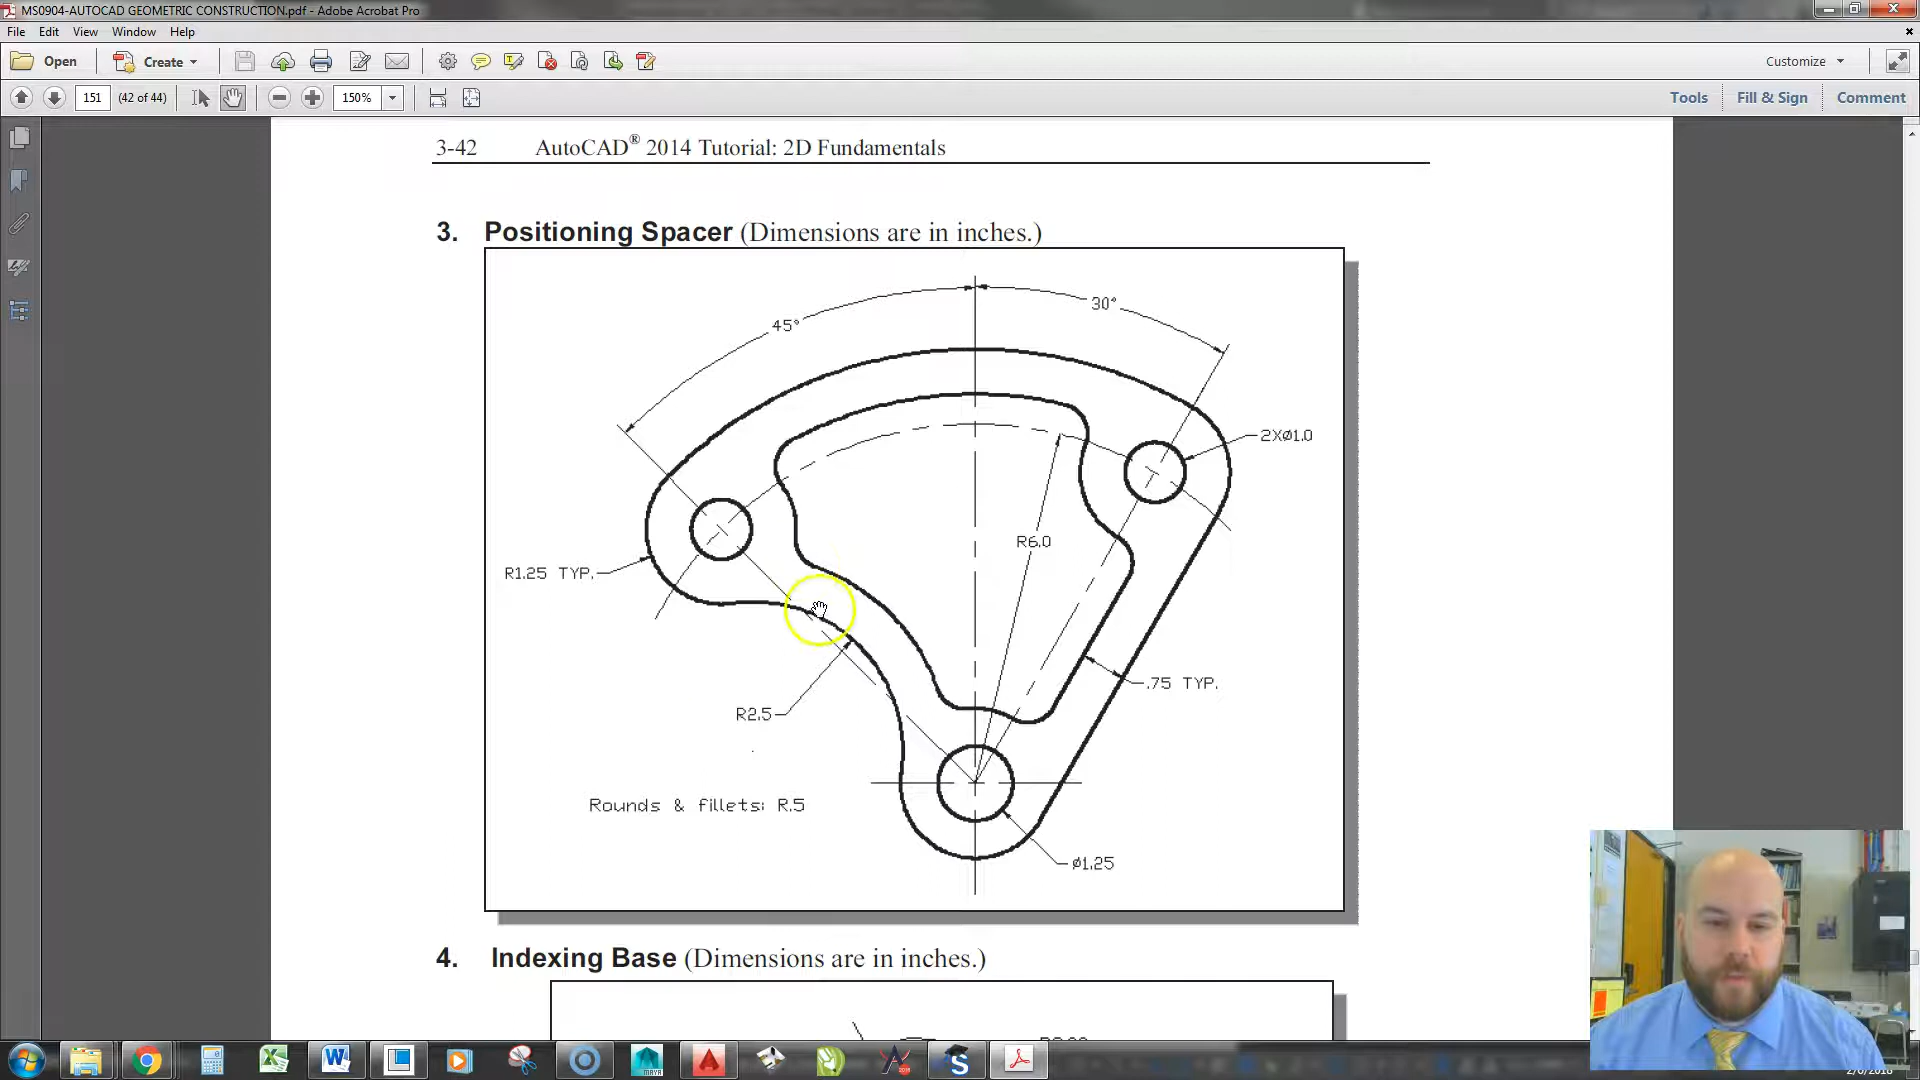 MS0904-AUTOCAD GEOMETRIC CONSTRUCTION.pdf - Adobe Acrobat Pro
File Edit View Window Help
Open Create Customize
151 (42 of 44) 150% Tools Fill & Sign Comment
3-42 AutoCAD® 2014 Tutorial: 2D Fundamentals
3. Positioning Spacer (Dimensions are in inches.)
30°
45°
2XØ1.0
R6.0
R1.25 TYP.
.75 TYP.
R2.5
Rounds & fillets: R.5
Ø1.25
4. Indexing Base (Dimensions are in inches.)
MAYA